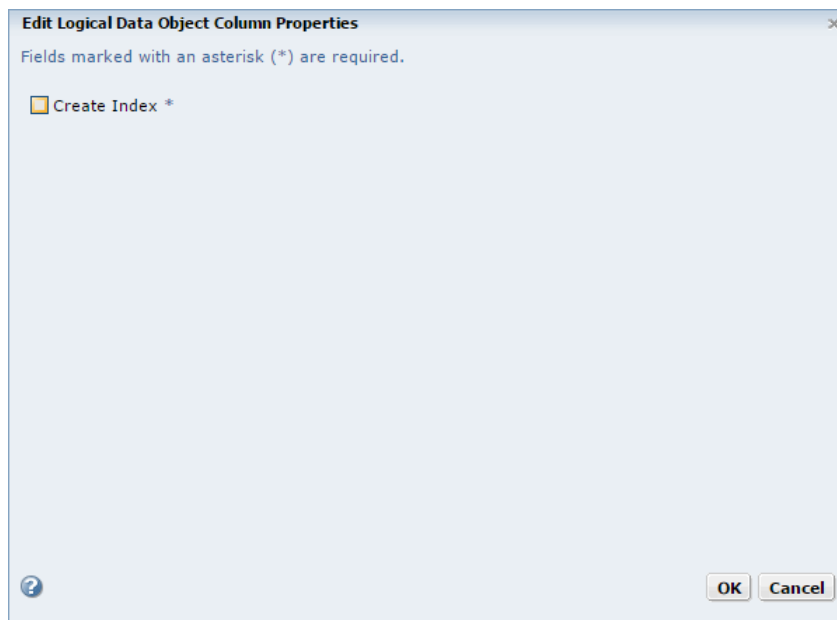 Edit Logical Data Object Column Properties
Fields marked with an asterisk (*) are required.
Create Index *
OK Cancel